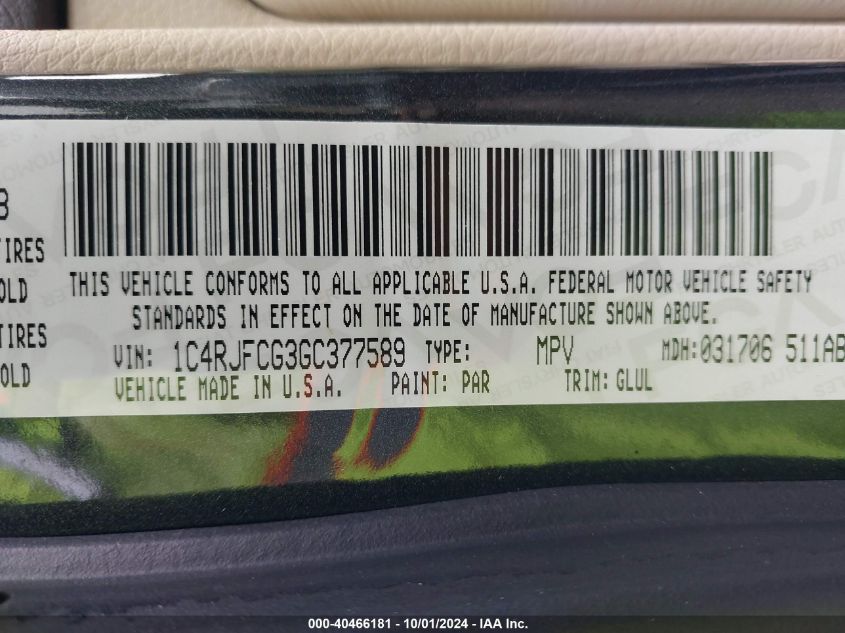 3
TIRES
THIS VEHICLE CONFORMS TO ALL APPLICABLE U.S.A. FEDERAL MOTOR VEHICLE SAFETY
OLD
STANDARDS IN EFFECT ON THE DATE OF MANUFACTURE SHOWN ABOVE.
TIRES
VIN: 1C4RJFCG3GC377589 TYPE: MPV MDH:031706 511AB
OLD
VEHICLE MADE IN U.S.A. PAINT: PAR TRIM: GLUL
000-40466181 - 10/01/2024 - IAA Inc.